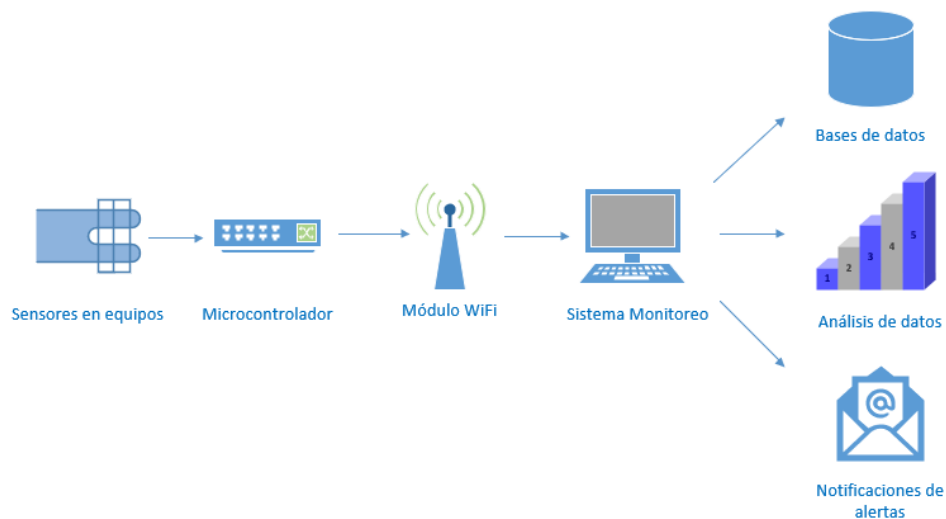 Bases de datos
1
2
3
4
5
Sensores en equipos
Microcontrolador
Módulo WiFi
Sistema Monitoreo
Análisis de datos
@
Notificaciones de
alertas